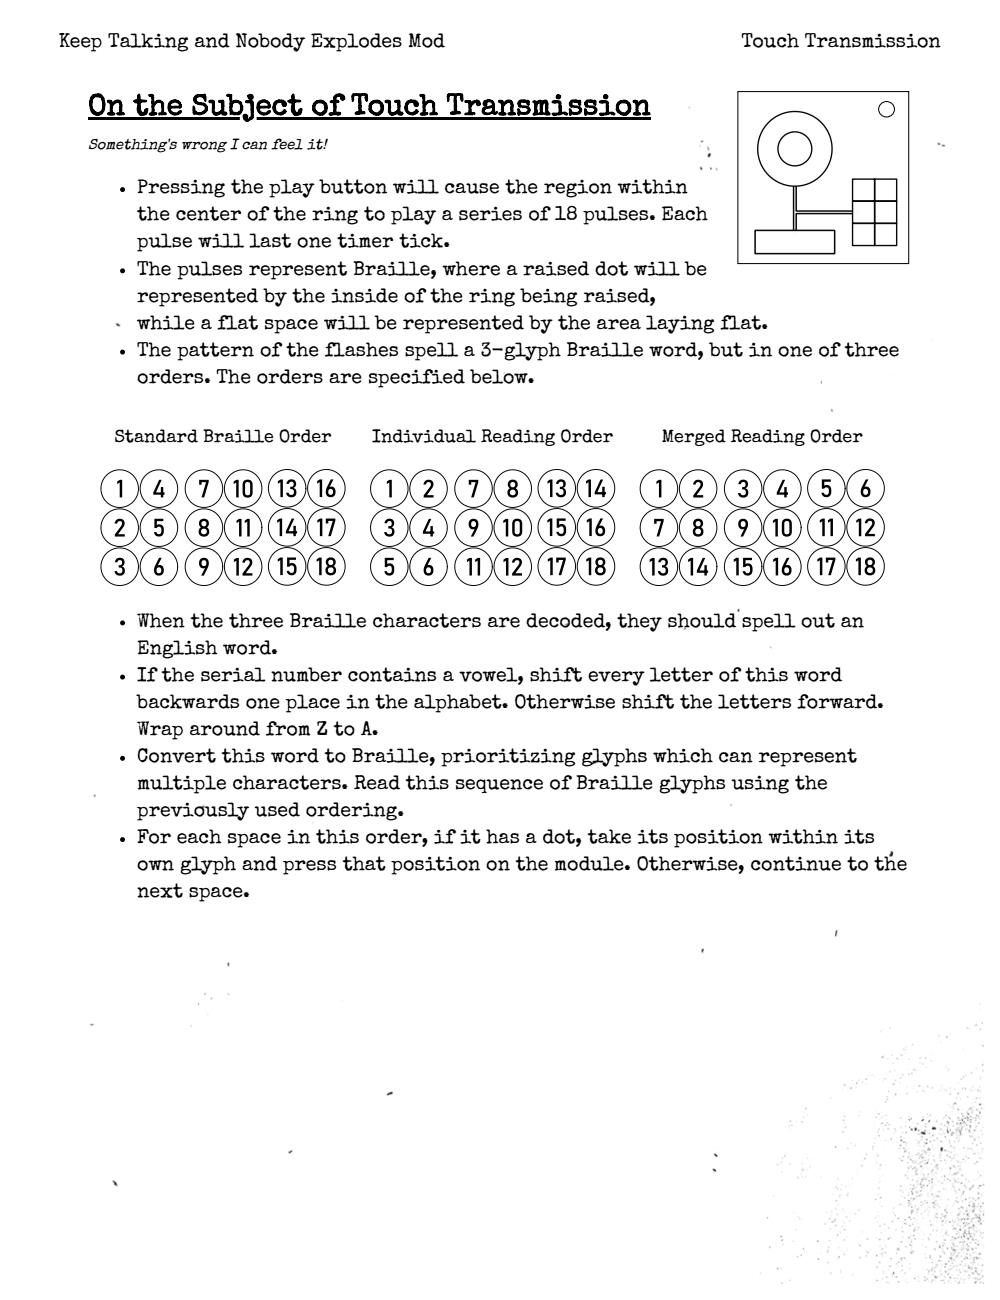 Keep Talking and Nobody Explodes Mod Touch Transmission
On the Subject of Touch Transmission
Something's wrong I can feel it!
• Pressing the play button will cause the region within
the center of the ring to play a series of 18 pulses. Each
pulse will last one timer tick.
• The pulses represent Braille, where a raised dot will be
represented by the inside of the ring being raised,
while a flat space will be represented by the area laying flat.
• The pattern of the flashes spell a 3-glyph Braille word, but in one of three
orders. The orders are specified below.
Standard Braille Order Individual Reading Order Merged Reading Order
1 4 7 10 13 16 1 2 7 8 13 14 1 2 3 4 5 6
2 5 8 11 14 17 3 4 9 10 15 16 7 8 9 10 11 12
3 6 9 12 15 18 5 6 11 12 17 18 13 14 15 16 17 18
• When the three Braille characters are decoded, they should spell out an
English word.
• If the serial number contains a vowel, shift every letter of this word
backwards one place in the alphabet. Otherwise shift the letters forward.
Wrap around from Z to A.
• Convert this word to Braille, prioritizing glyphs which can represent
multiple characters. Read this sequence of Braille glyphs using the
previously used ordering.
• For each space in this order, if it has a dot, take its position within its
own glyph and press that position on the module. Otherwise, continue to the
next space.